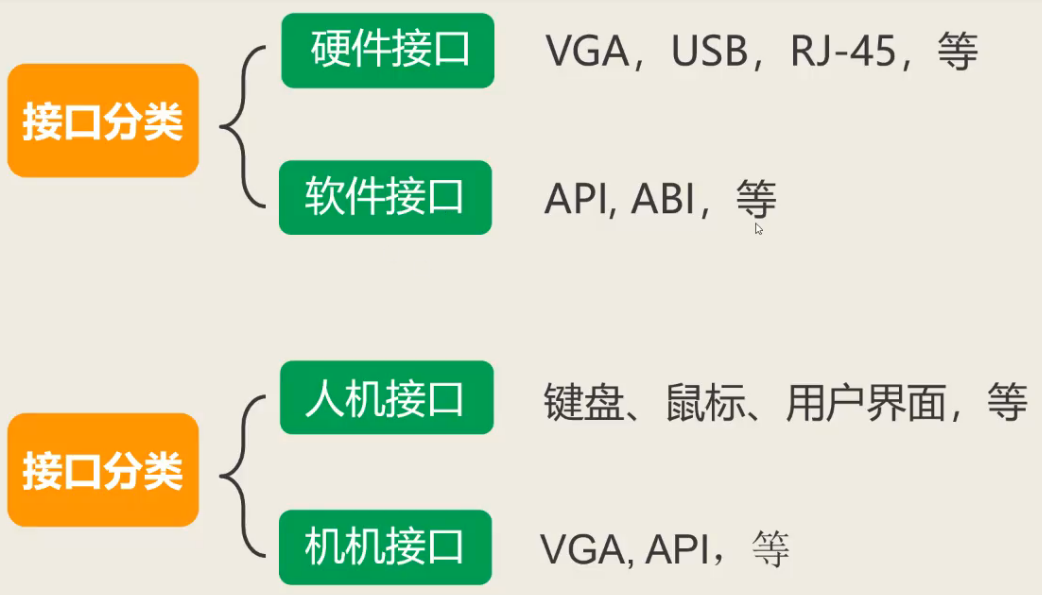 硬件接口 VGA，USB，RJ-45，等
接口分类
软件接口 API, ABI，等
人机接口 键盘、鼠标、用户界面，等
接口分类
机机接口 VGA, API，等